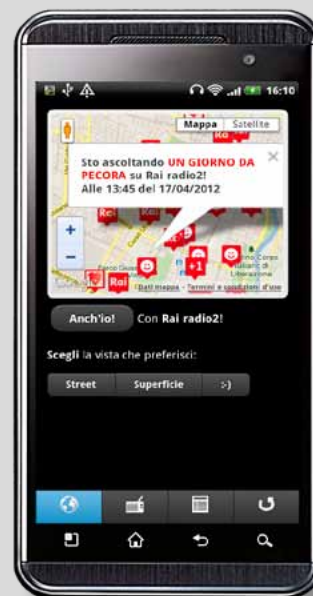 16:10
Mappa Satellite
Sto ascoltando UN GIORNO DA
PECORA su Rai radio2!
Alle 13:45 del 17/04/2012
×
+
−
+1
Rai
Dati mappa - Termini e condizioni d'uso
Anch'io! Con Rai radio2!
Scegli la vista che preferisci:
Street Superficie :-)